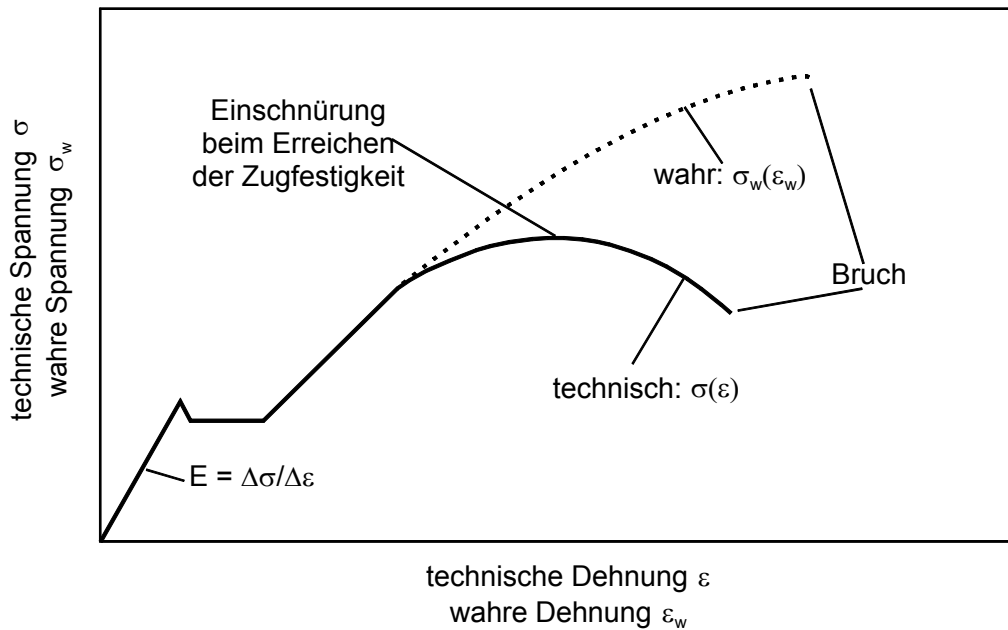 technische Spannung σ
wahre Spannung σw
Einschnürung
beim Erreichen
der Zugfestigkeit
wahr: σw(εw)
Bruch
technisch: σ(ε)
E = Δσ/Δε
technische Dehnung ε
wahre Dehnung εw